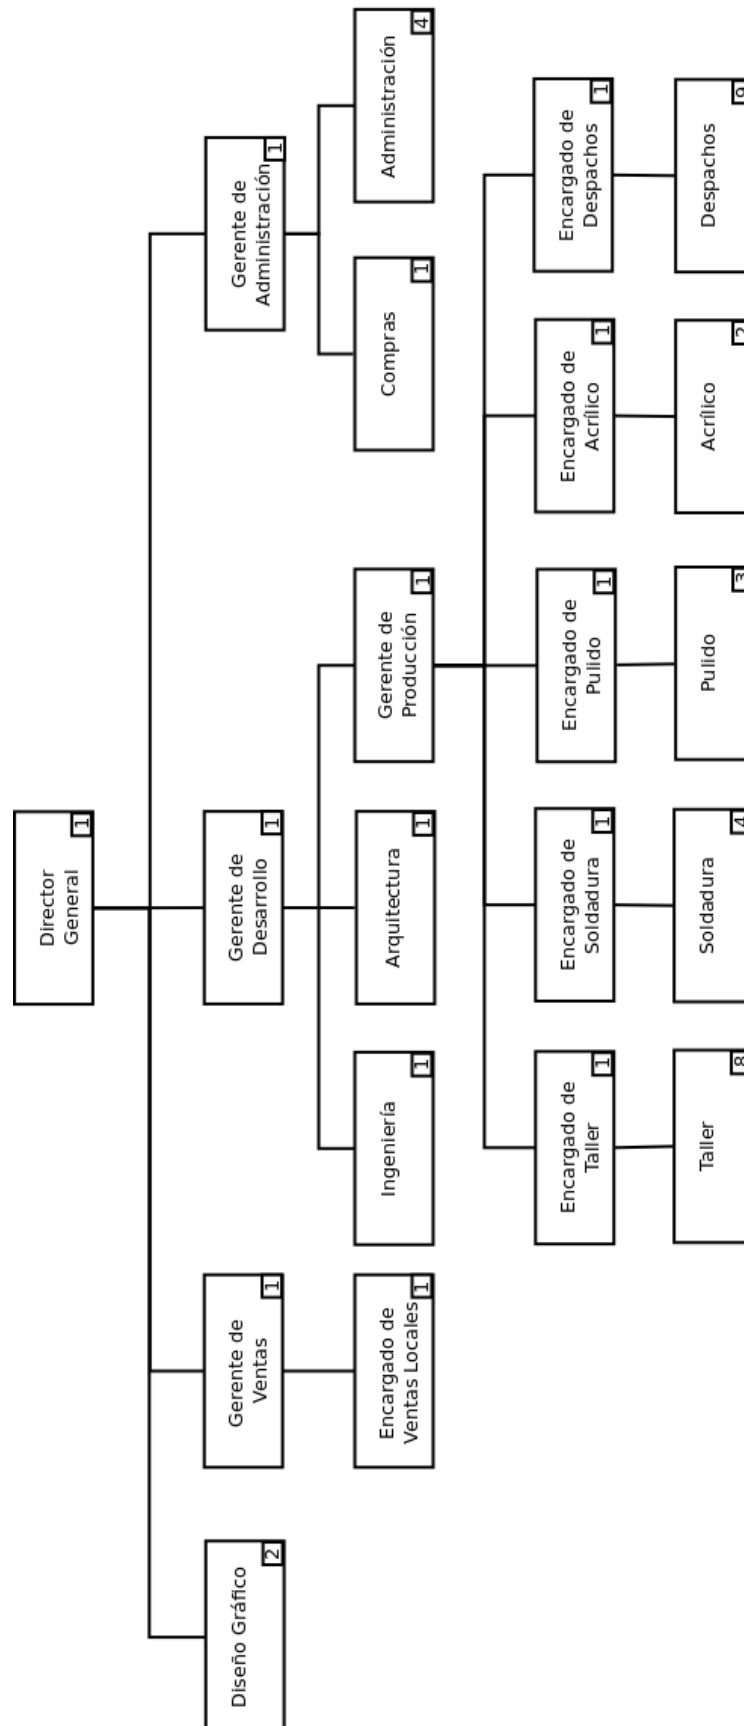 Director
General
1
Diseño Gráfico
2
Gerente de
Ventas
1
Gerente de
Desarrollo
1
Gerente de
Administración
1
Encargado de
Ventas Locales
1
Ingeniería
1
Arquitectura
1
Gerente de
Producción
1
Compras
1
Administración
4
Encargado de
Taller
1
Encargado de
Soldadura
1
Encargado de
Pulido
1
Encargado de
Acrílico
1
Encargado de
Despachos
1
Taller
8
Soldadura
4
Pulido
3
Acrílico
2
Despachos